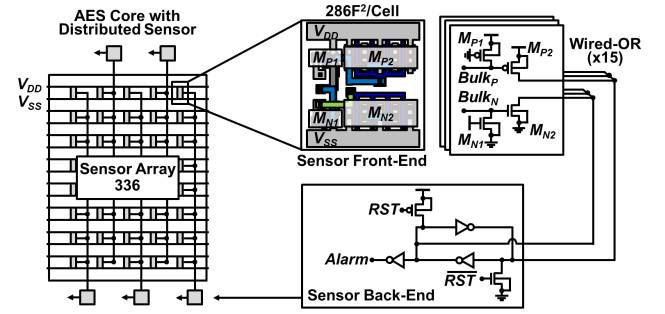 AES Core with
Distributed Sensor
V_DD
V_SS
Sensor Array
336
286F²/Cell
V_DD
M_P1
M_P2
M_N1
M_N2
V_SS
Sensor Front-End
M_P1
M_P2
Bulk_P
Bulk_N
M_N1
M_N2
Wired-OR
(x15)
RST
Alarm
R̅S̅T̅
Sensor Back-End